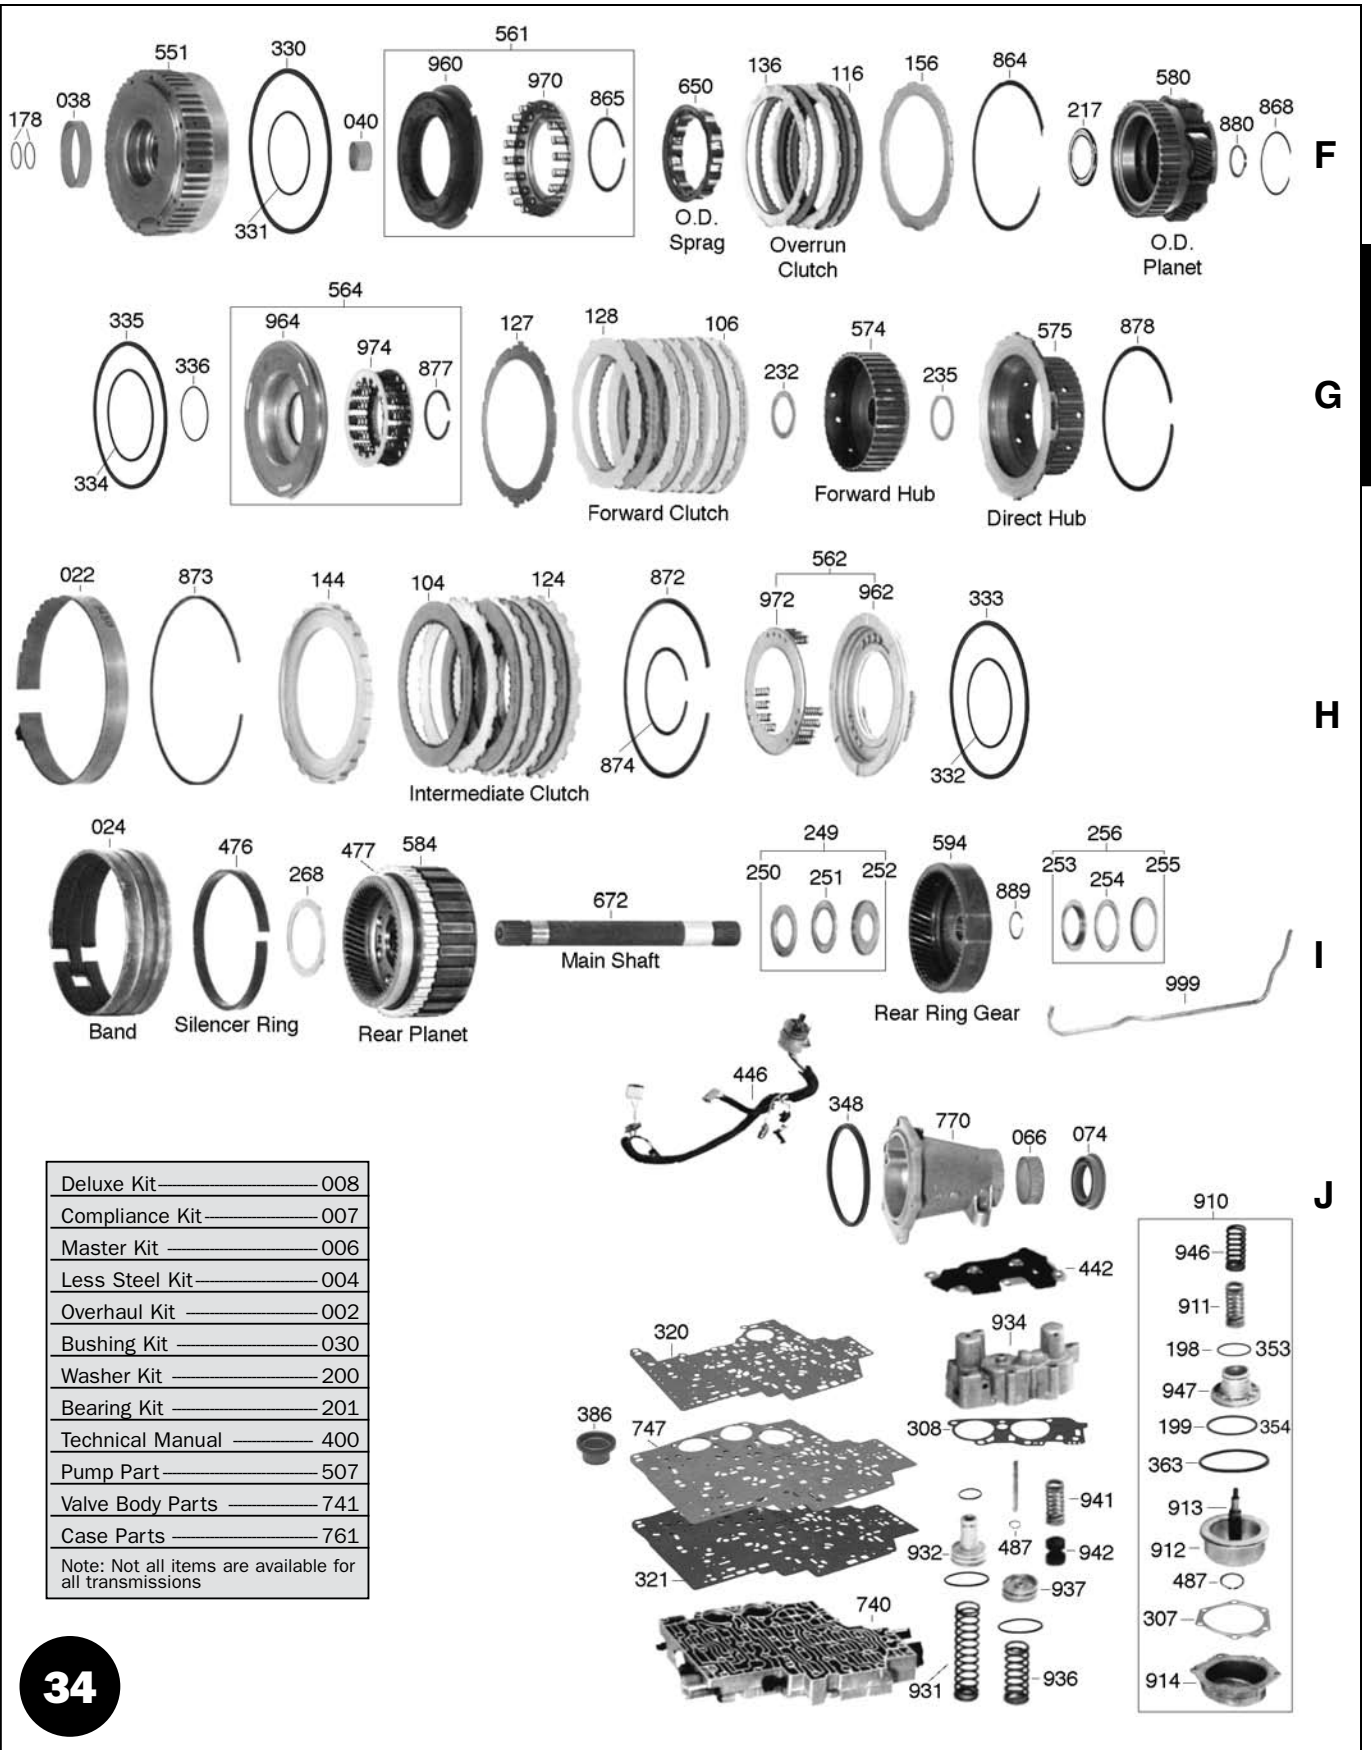 561
551
330
960
970
136
116
156
864
580
038
865
650
178
040
217
880
868
F
331
O.D.
Sprag
Overrun
Clutch
O.D.
Planet
564
335
964
127
128
106
574
575
878
336
974
877
232
235
G
334
Forward Clutch
Forward Hub
Direct Hub
562
022
873
144
104
124
872
972
962
333
H
874
332
Intermediate Clutch
024
476
477
584
249
594
256
268
672
250
251
252
889
253
254
255
I
Main Shaft
999
Band
Silencer Ring
Rear Planet
Rear Ring Gear
446
348
770
066
074
J
910
Deluxe Kit 008
Compliance Kit 007
Master Kit 006
Less Steel Kit 004
Overhaul Kit 002
Bushing Kit 030
Washer Kit 200
Bearing Kit 201
Technical Manual 400
Pump Part 507
Valve Body Parts 741
Case Parts 761
Note: Not all items are available for
all transmissions
442
946
911
320
934
198
353
947
386
747
308
199
354
363
941
913
932
487
942
912
321
937
487
740
307
931
936
914
34